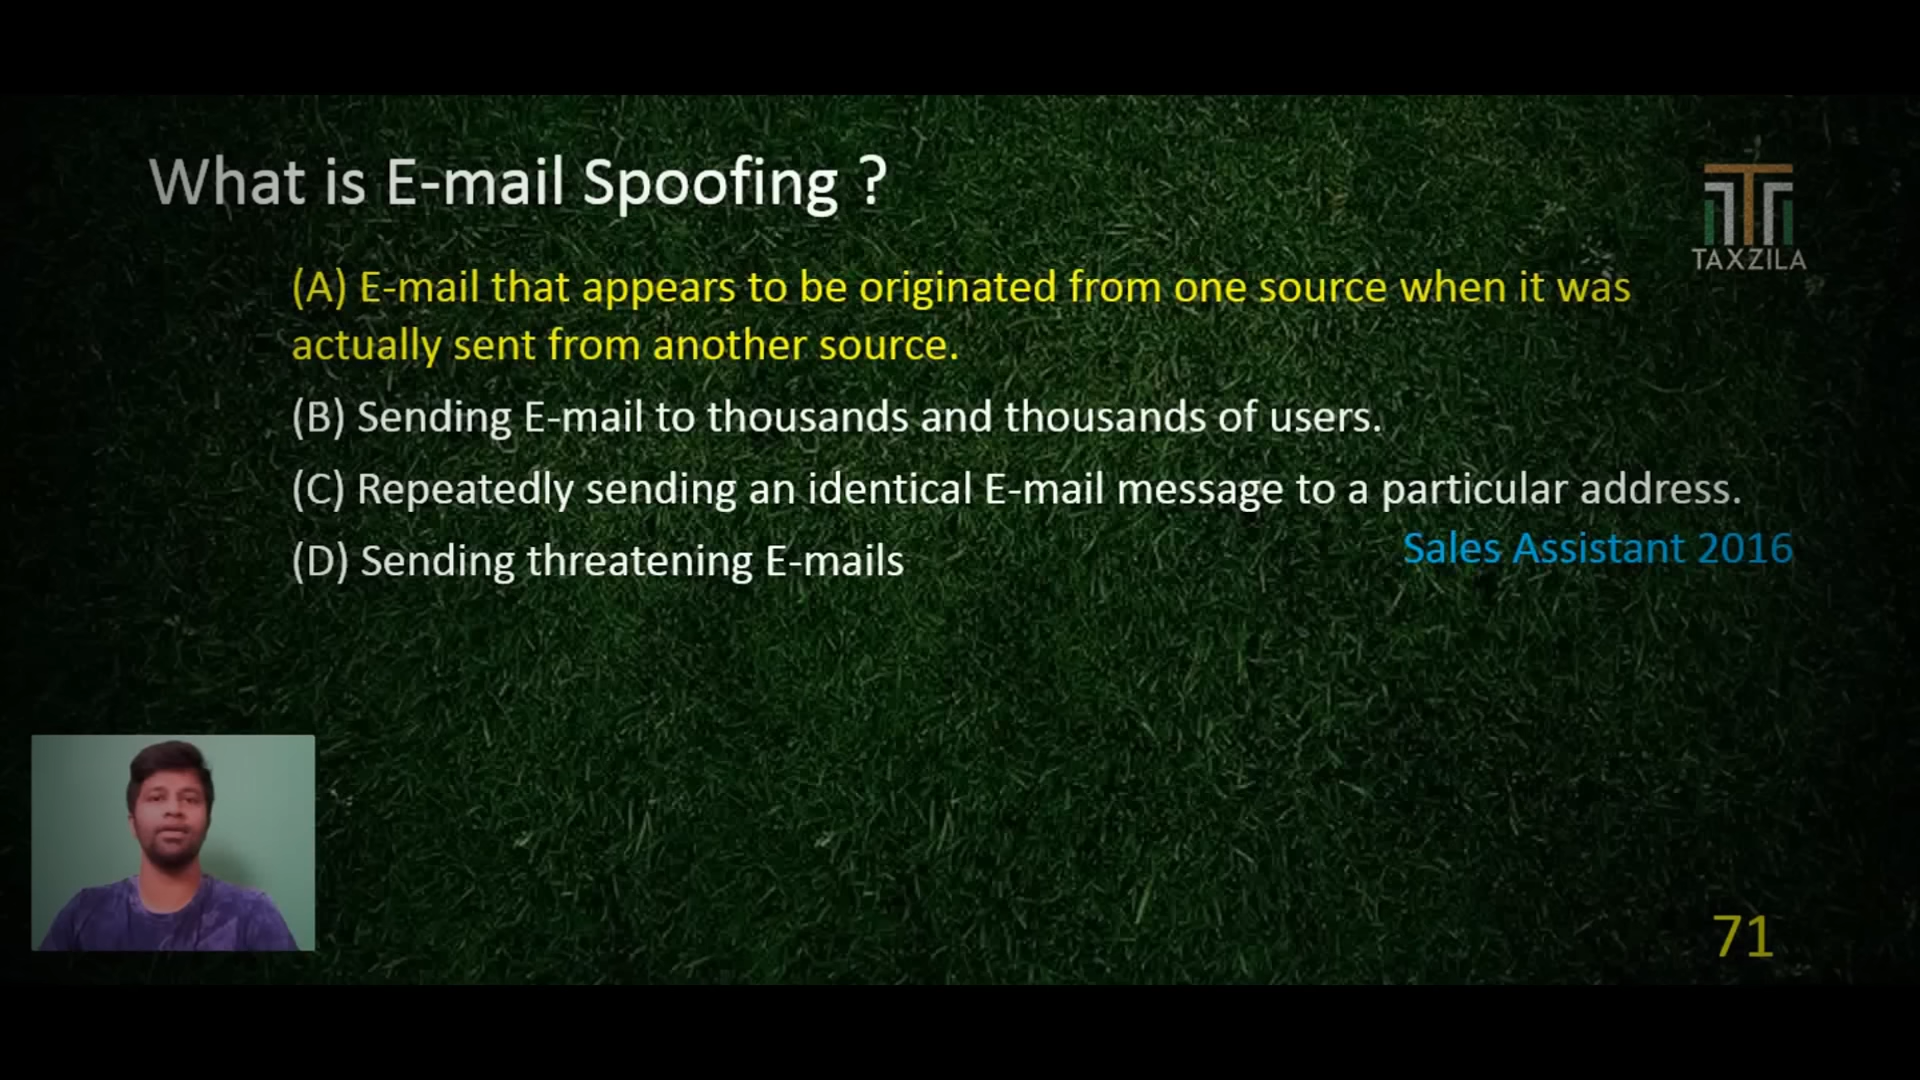 What is E-mail Spoofing ?
TAXZILA
(A) E-mail that appears to be originated from one source when it was
actually sent from another source.
(B) Sending E-mail to thousands and thousands of users.
(C) Repeatedly sending an identical E-mail message to a particular address.
Sales Assistant 2016
(D) Sending threatening E-mails
71